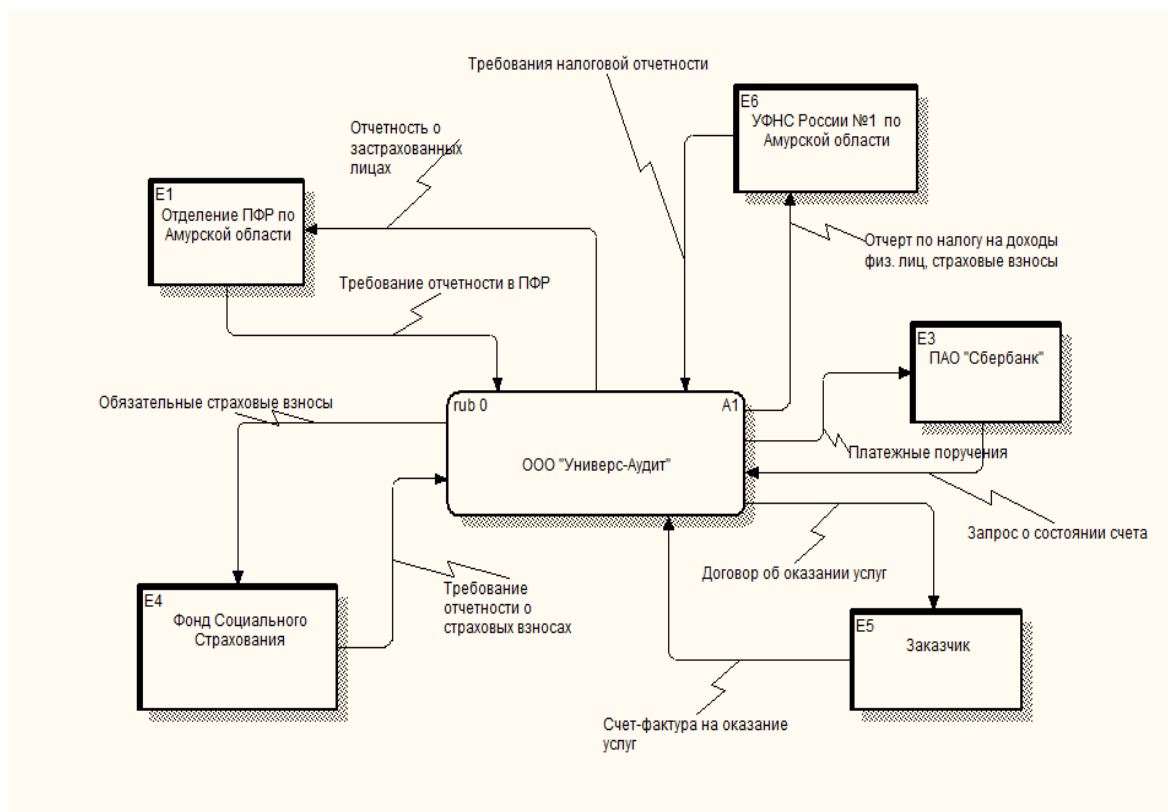 Требования налоговой отчетности
E6
УФНС России №1 по
Амурской области
Отчетность о
застрахованных
лицах
E1
Отделение ПФР по
Амурской области
Отчерт по налогу на доходы
физ. лиц, страховые взносы
Требование отчетности в ПФР
E3
ПАО "Сбербанк"
Обязательные страховые взносы
rub 0
A1
ООО "Универс-Аудит"
Платежные поручения
Запрос о состоянии счета
Договор об оказании услуг
Требование
отчетности о
страховых взносах
E4
Фонд Социального
Страхования
E5
Заказчик
Счет-фактура на оказание
услуг